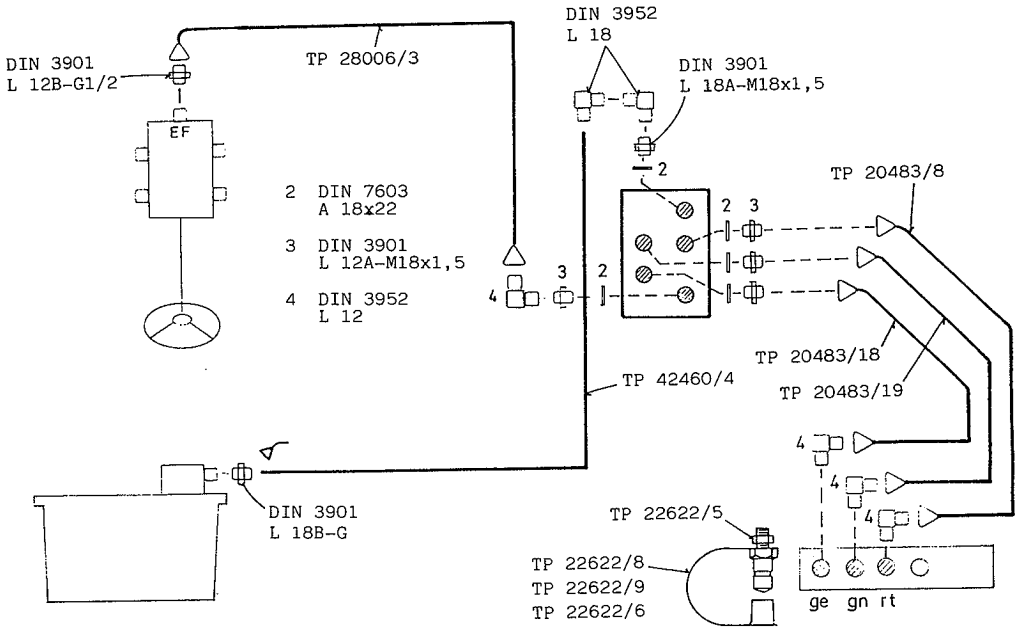 DIN 3952
L 18
DIN 3901
L 12B-G1/2
TP 28006/3
DIN 3901
L 18A-M18x1,5
EF
2
TP 20483/8
2 DIN 7603
A 18x22
2 3
3 DIN 3901
L 12A-M18x1,5
4 DIN 3952
L 12
4
3
2
TP 20483/18
TP 42460/4
TP 20483/19
4
4
4
DIN 3901
L 18B-G
TP 22622/5
TP 22622/8
TP 22622/9
TP 22622/6
ge gn rt